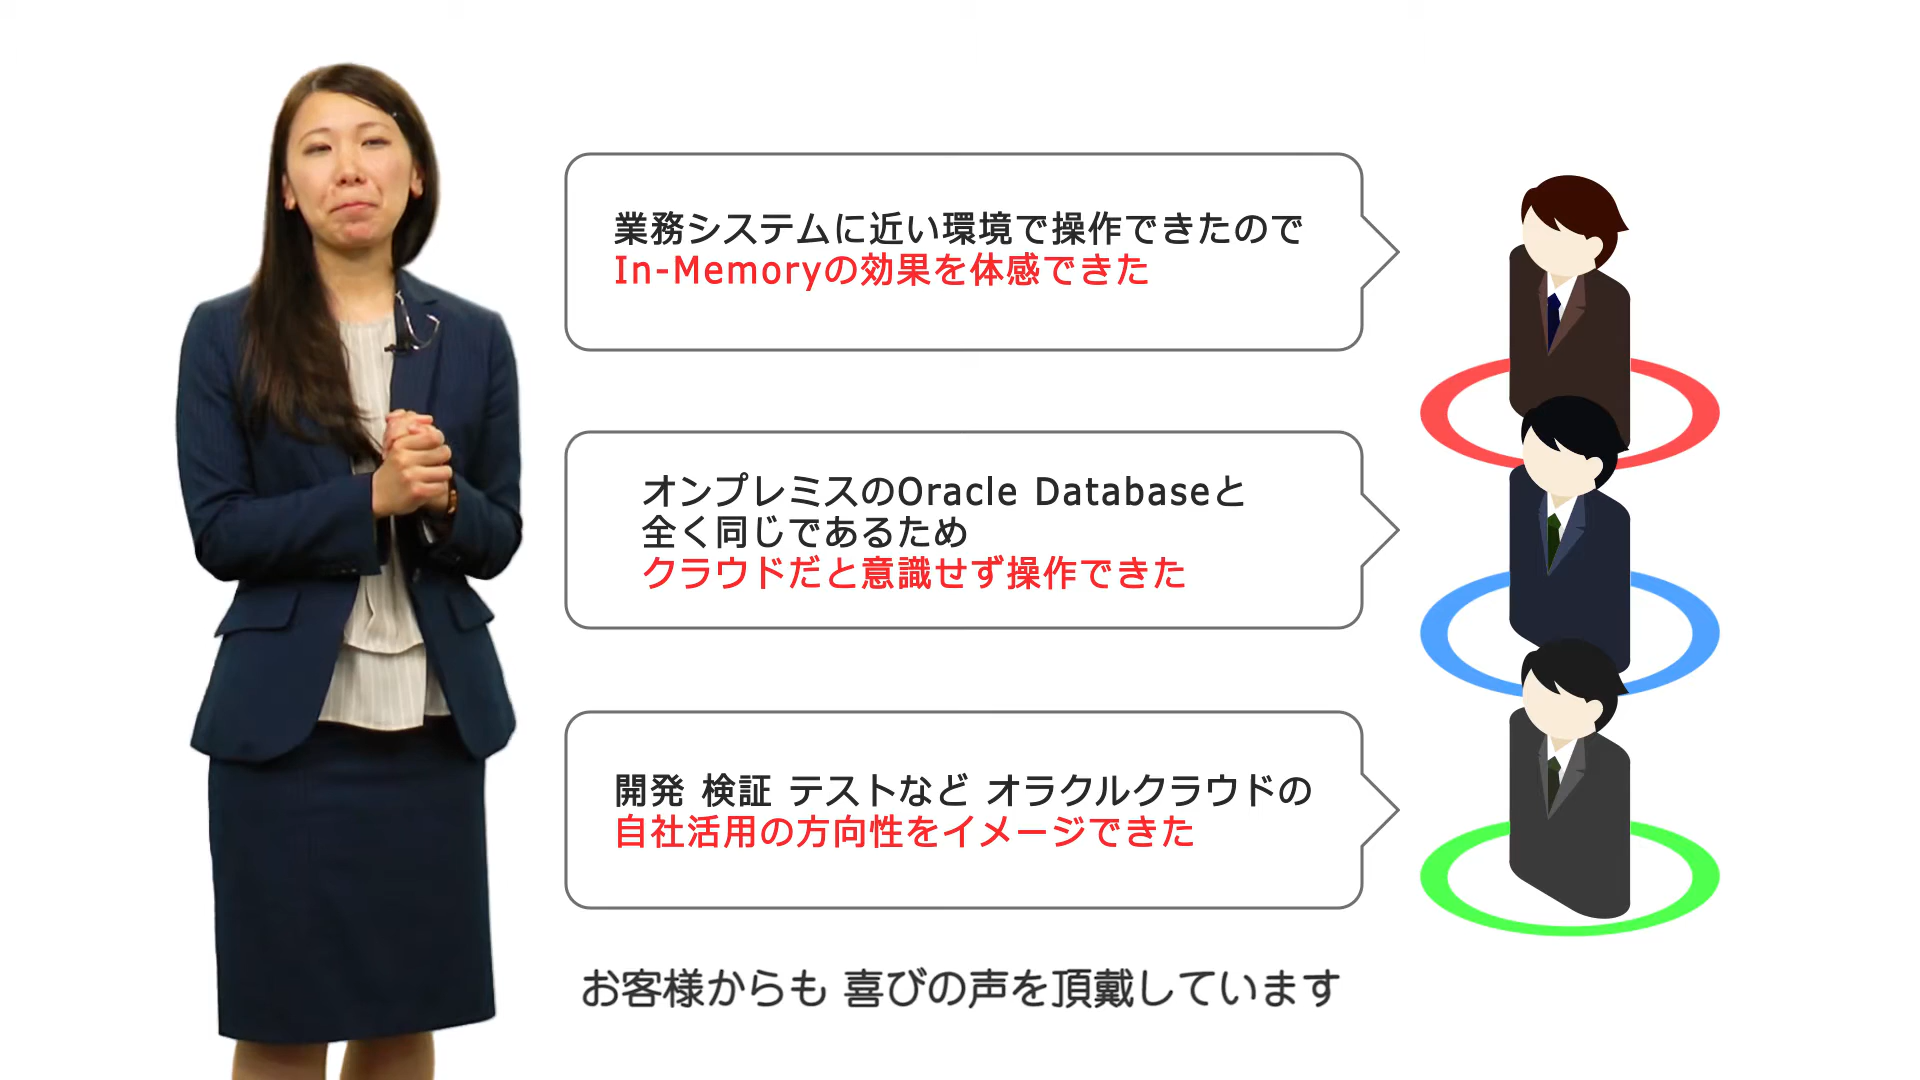 業務システムに近い環境で操作できたので
In-Memoryの効果を体感できた
オンプレミスのOracle Databaseと
全く同じであるため
クラウドだと意識せず操作できた
開発 検証 テストなど オラクルクラウドの
自社活用の方向性をイメージできた
お客様からも 喜びの声を頂戴しています